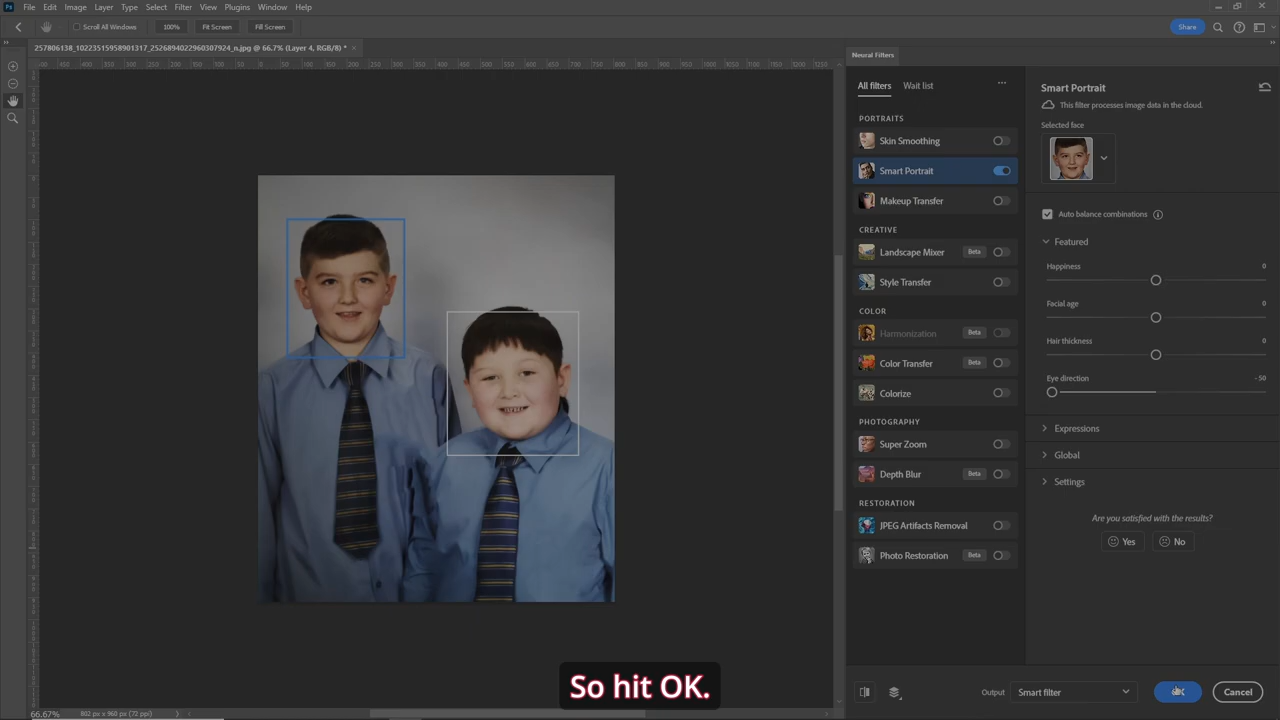 Ps File Edit Image Layer Type Select Filter View Plugins Window Help
Scroll All Windows 100% Fit Screen Fill Screen Share
257806138_10223515958901317_2526894022960307924_n.jpg @ 66.7% (Layer 4, RGB/8) *
Neural Filters
All filters Wait list
PORTRAITS
Skin Smoothing
Smart Portrait
Makeup Transfer
CREATIVE
Landscape Mixer Beta
Style Transfer
COLOR
Harmonization Beta
Color Transfer
Colorize
PHOTOGRAPHY
Super Zoom
Depth Blur Beta
RESTORATION
JPEG Artifacts Removal
Photo Restoration Beta
Smart Portrait
This filter processes image data in the cloud.
Selected face
Auto balance combinations
Featured
Happiness 0
Facial age 0
Hair thickness 0
Eye direction -50
Expressions
Global
Settings
Are you satisfied with the results?
Yes No
Output Smart filter OK Cancel
So hit OK.
66.67% 802 px x 960 px (72 ppi)